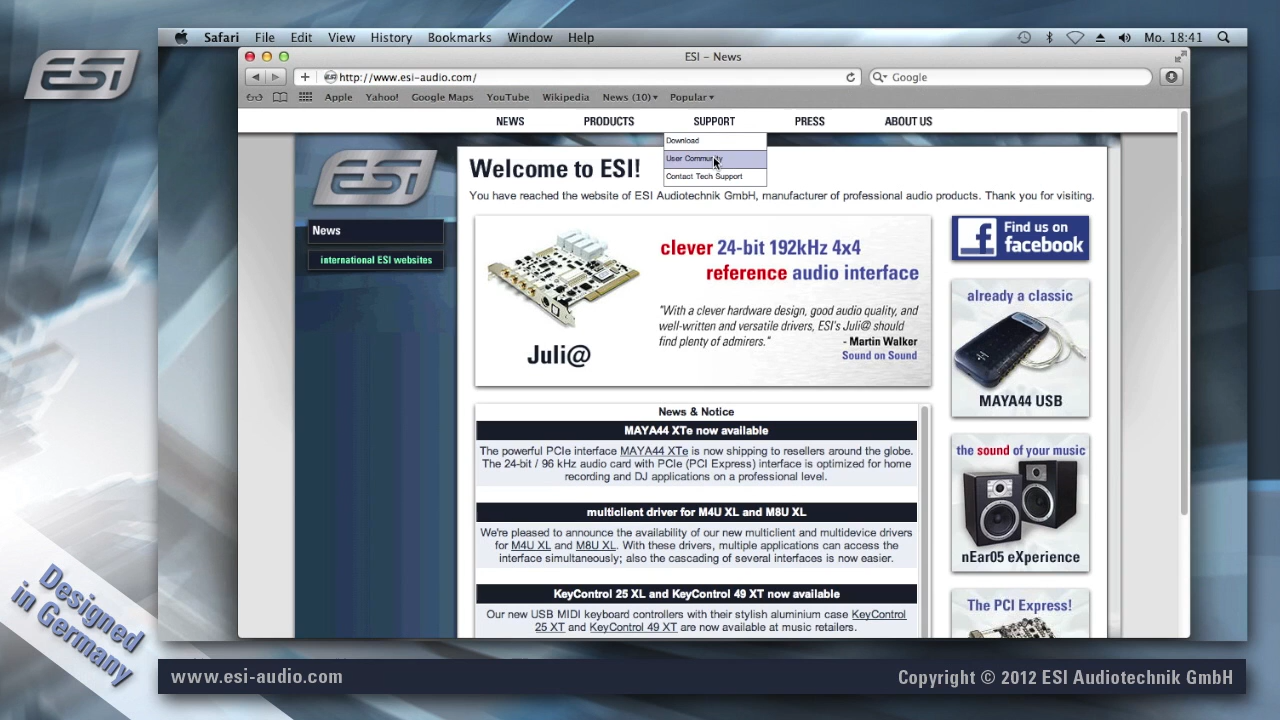 Safari File Edit View History Bookmarks Window Help
Mo. 18:41
ESI
ESI – News
http://www.esi-audio.com/
Google
Apple Yahoo! Google Maps YouTube Wikipedia News (10)▾ Popular▾
NEWS PRODUCTS SUPPORT PRESS ABOUT US
Download
User Community
Contact Tech Support
ESI
News
international ESI websites
Welcome to ESI!
You have reached the website of ESI Audiotechnik GmbH, manufacturer of professional audio products. Thank you for visiting.
clever 24-bit 192kHz 4x4
reference audio interface
"With a clever hardware design, good audio quality, and
well-written and versatile drivers, ESI's Juli@ should
find plenty of admirers."
- Martin Walker
Sound on Sound
Juli@
Find us on
facebook
already a classic
MAYA44 USB
the sound of your music
nEar05 eXperience
The PCI Express!
News & Notice
MAYA44 XTe now available
The powerful PCIe interface MAYA44 XTe is now shipping to resellers around the globe.
The 24-bit / 96 kHz audio card with PCIe (PCI Express) interface is optimized for home
recording and DJ applications on a professional level.
multiclient driver for M4U XL and M8U XL
We're pleased to announce the availability of our new multiclient and multidevice drivers
for M4U XL and M8U XL. With these drivers, multiple applications can access the
interface simultaneously; also the cascading of several interfaces is now easier.
KeyControl 25 XL and KeyControl 49 XT now available
Our new USB MIDI keyboard controllers with their stylish aluminium case KeyControl
25 XT and KeyControl 49 XT are now available at music retailers.
Designed
in Germany
www.esi-audio.com
Copyright © 2012 ESI Audiotechnik GmbH